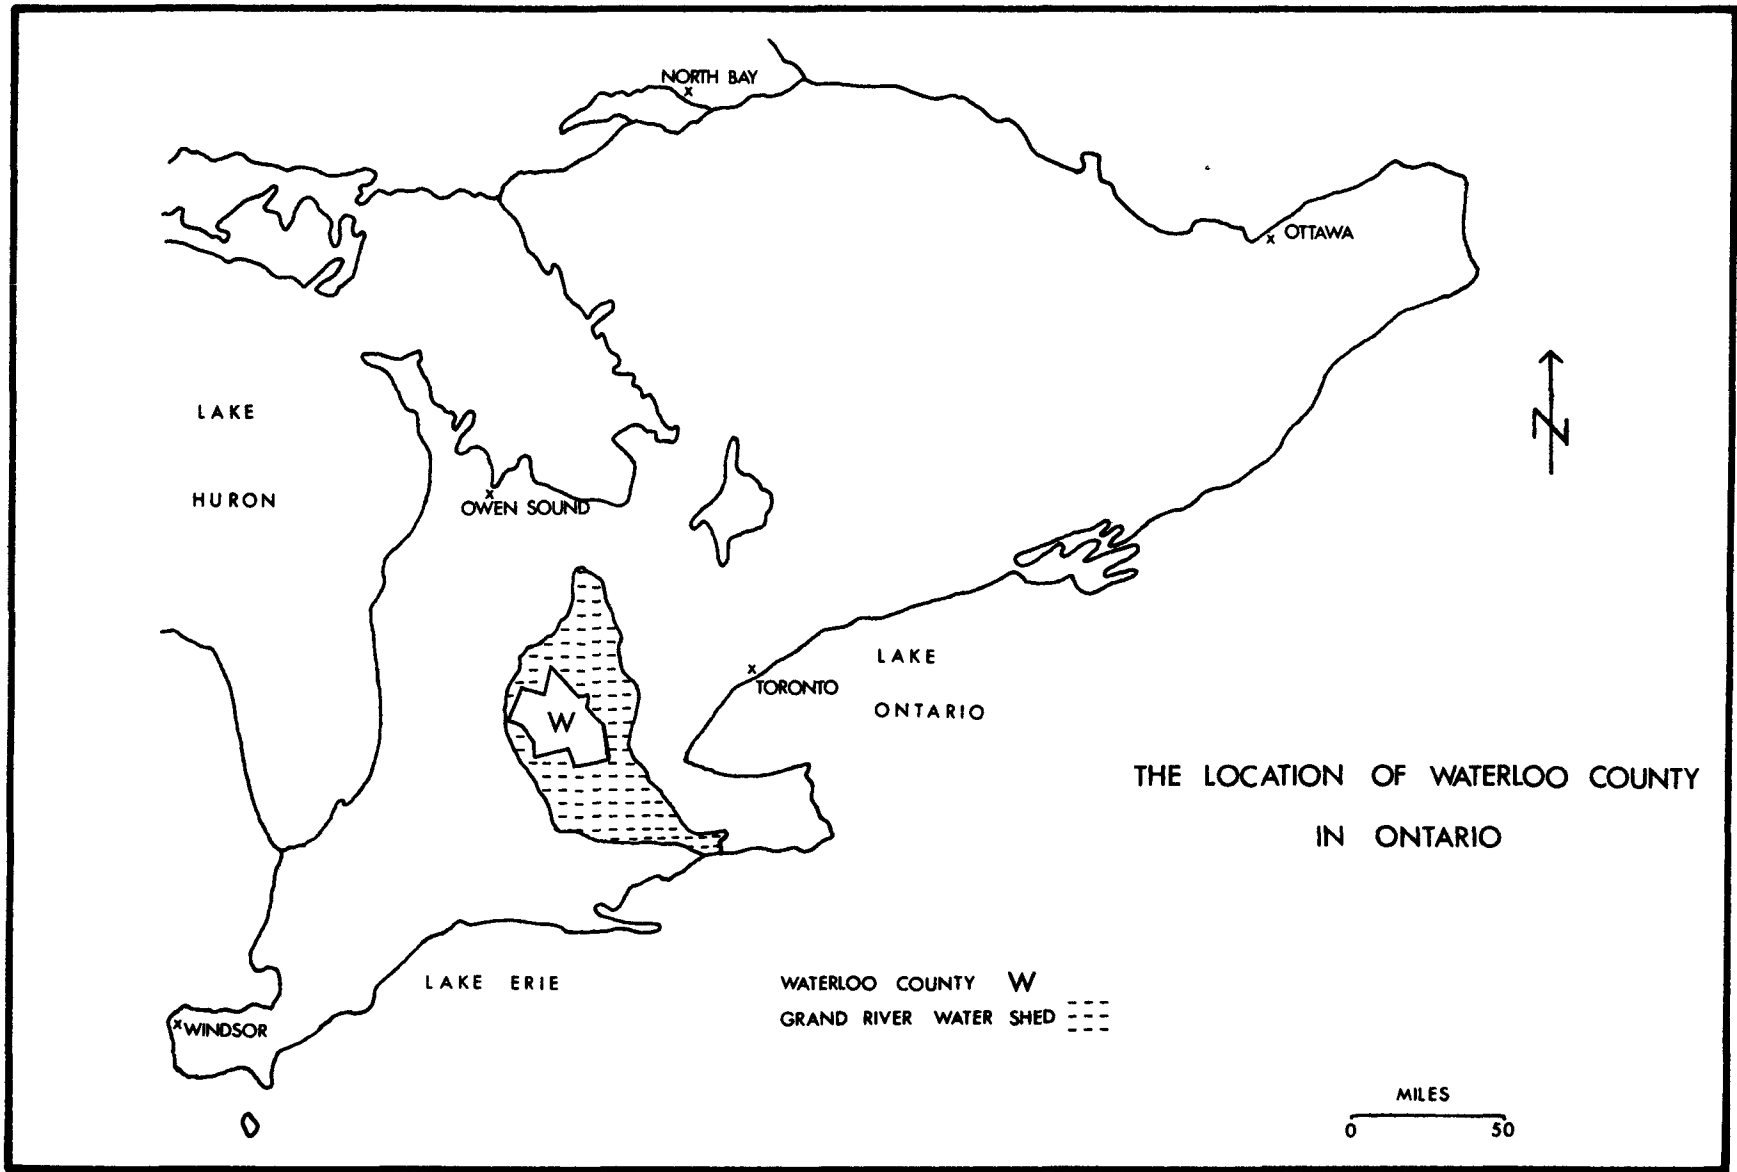 NORTH BAY
x
x OTTAWA
LAKE
HURON
x
OWEN SOUND
N
W
x
TORONTO
LAKE
ONTARIO
THE LOCATION OF WATERLOO COUNTY
IN ONTARIO
LAKE ERIE
WATERLOO COUNTY W
GRAND RIVER WATER SHED
x WINDSOR
MILES
0 50